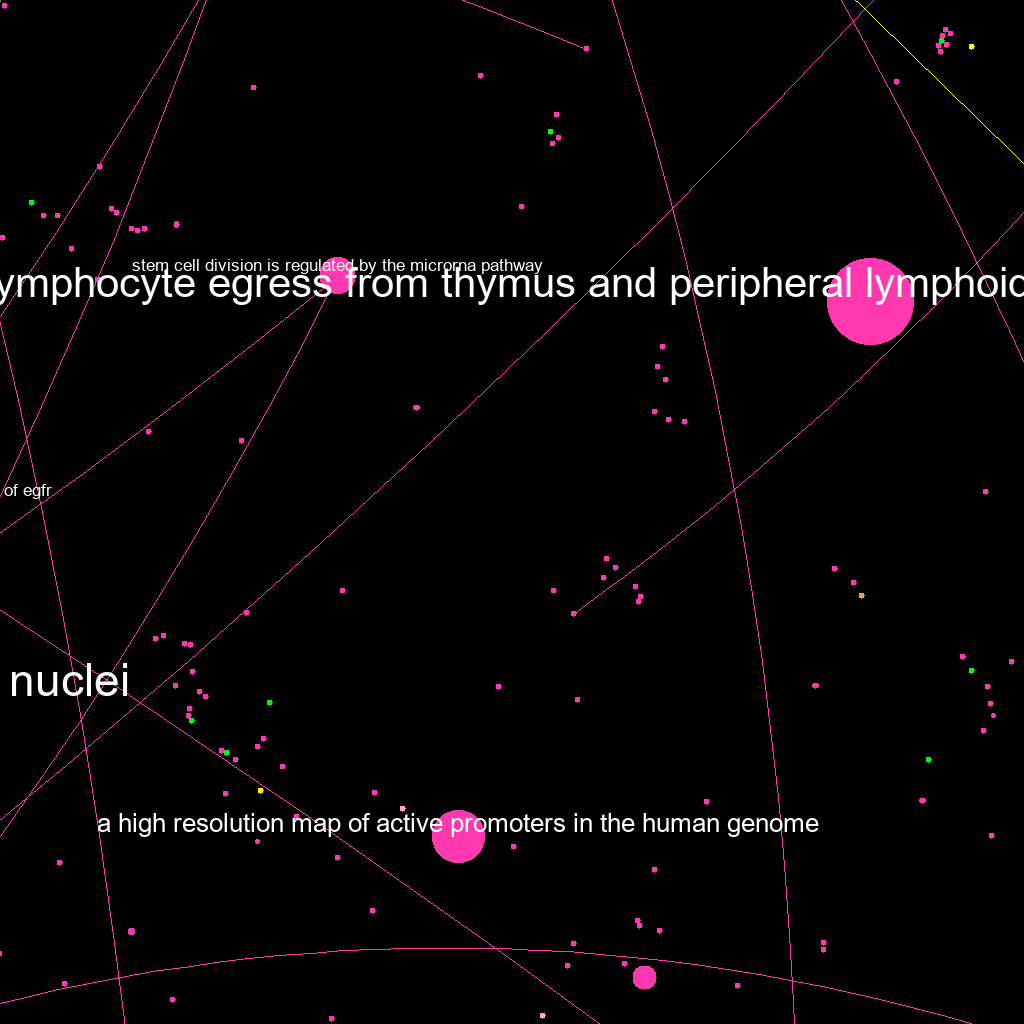 stem cell division is regulated by the microrna pathway
ymphocyte egress from thymus and peripheral lymphoid
of egfr
nuclei
a high resolution map of active promoters in the human genome